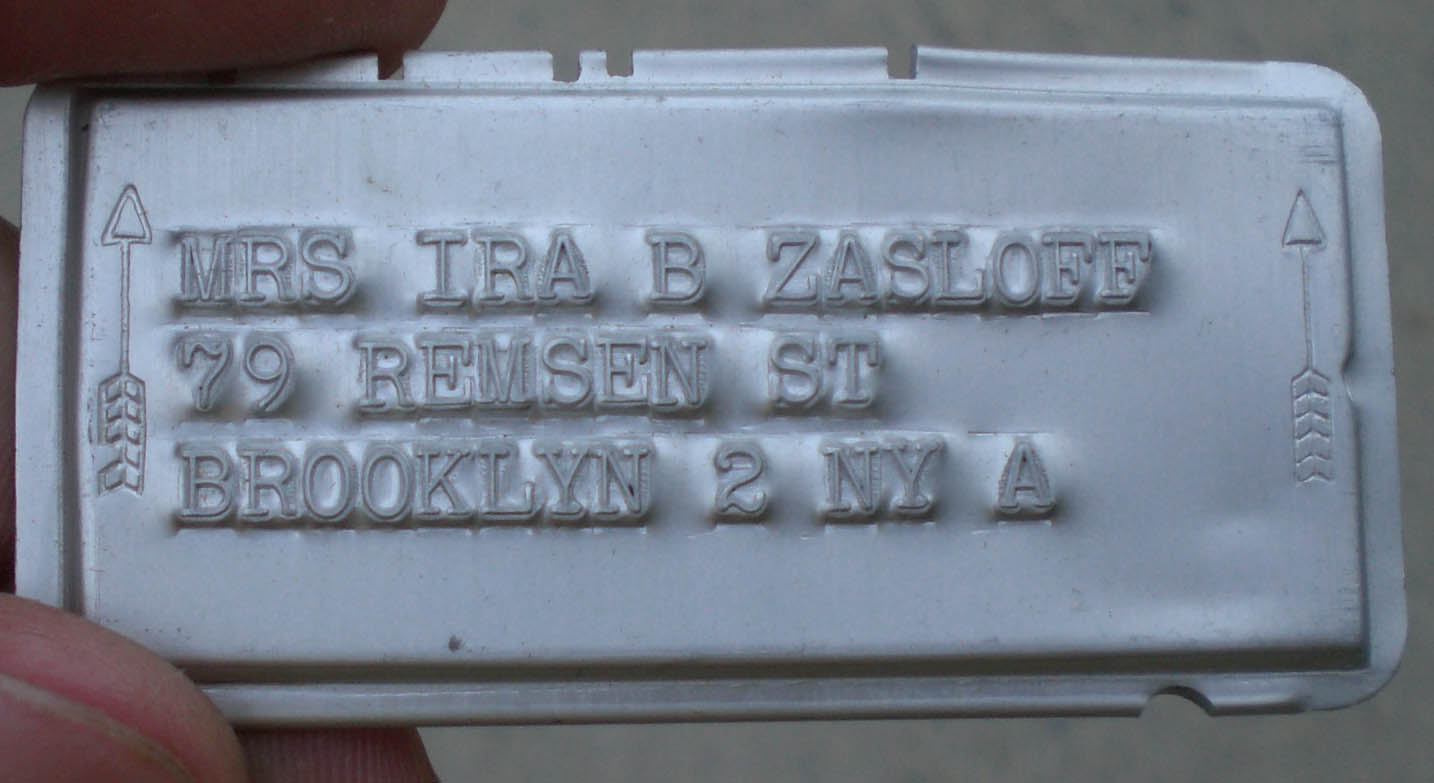 MRS IRA B ZASLOFF
79 REMSEN ST
BROOKLYN 2 NY A